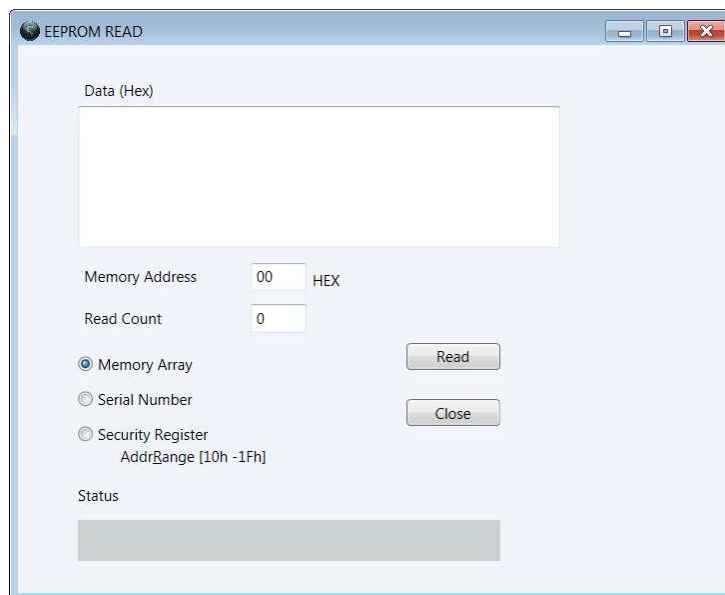 EEPROM READ
Data (Hex)
Memory Address 00 HEX
Read Count 0
Memory Array
Read
Serial Number
Close
Security Register
AddrRange [10h -1Fh]
Status